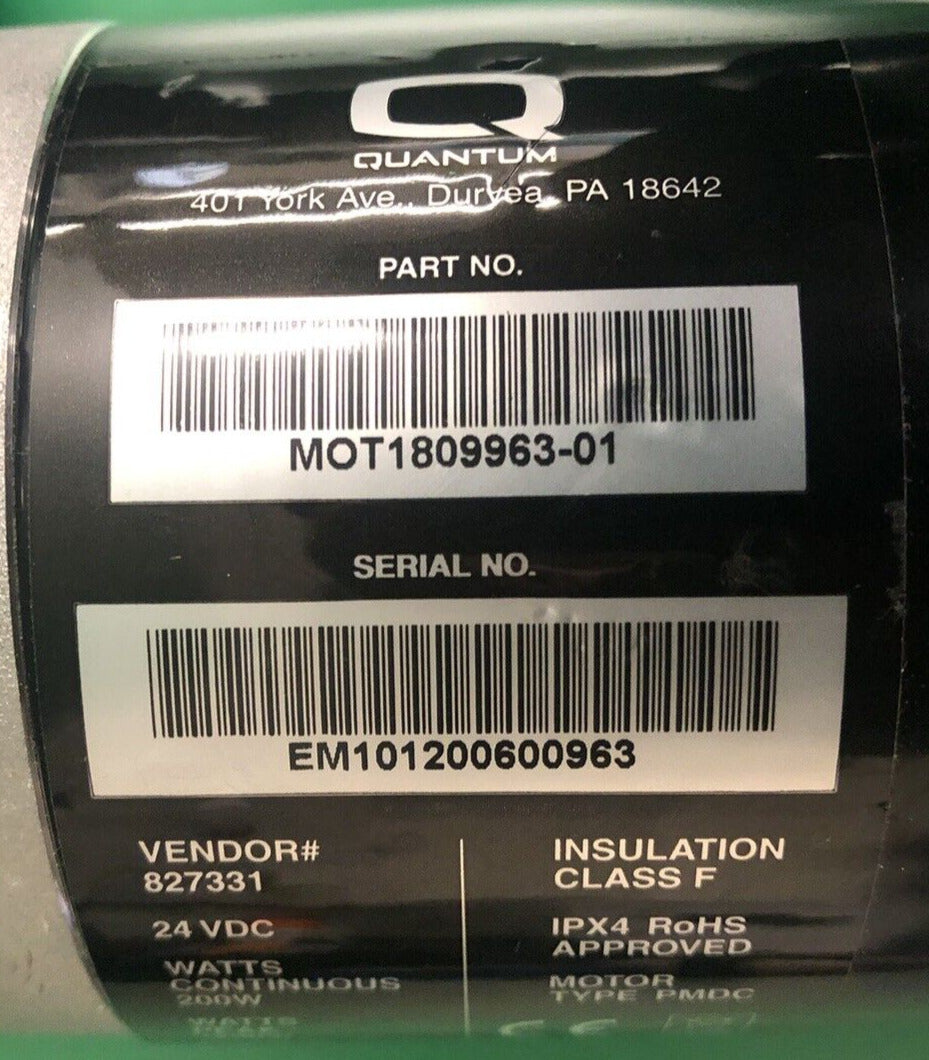 QUANTUM
401 York Ave., Duryea, PA 18642
PART NO.
MOT1809963-01
SERIAL NO.
EM101200600963
VENDOR#
827331
24 VDC
WATTS
CONTINUOUS
200W
WATTS
INSULATION
CLASS F
IPX4 RoHS
APPROVED
MOTOR
TYPE PMDC